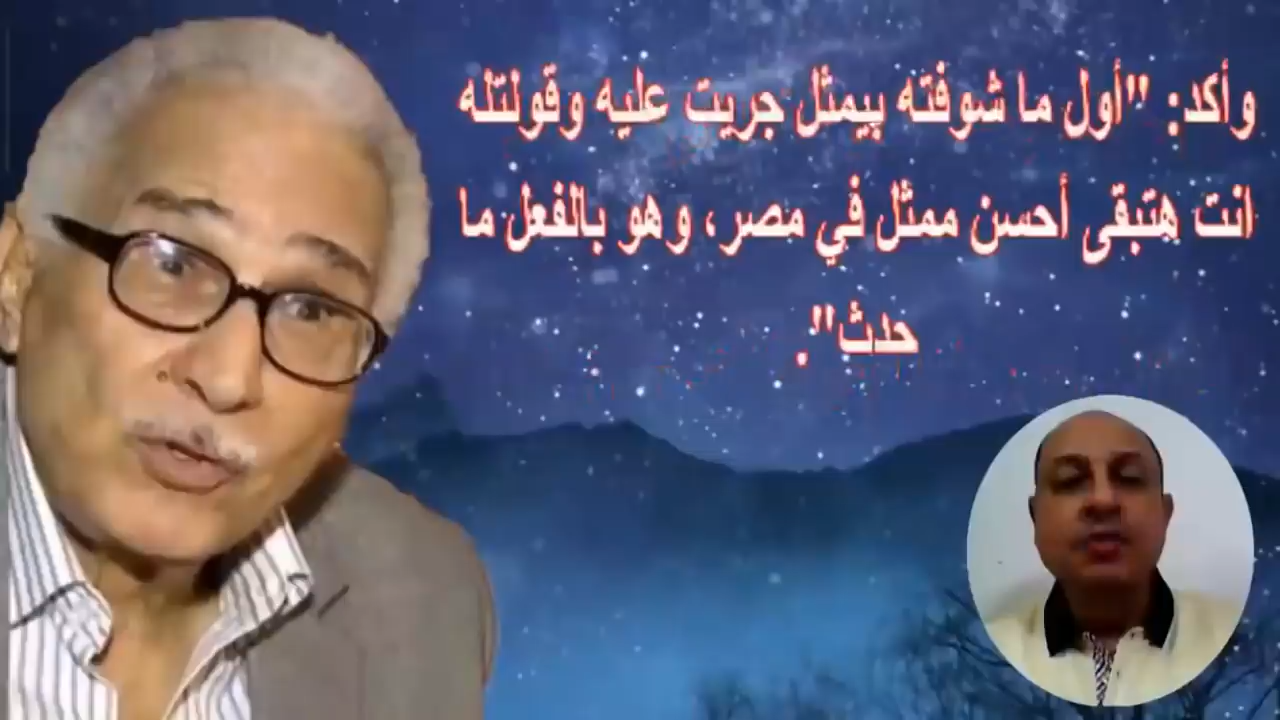 وأكد: "أول ما شوفته بيمثل جريت عليه وقولتله
انت هتبقى أحسن ممثل في مصر، وهو بالفعل ما
حدث".